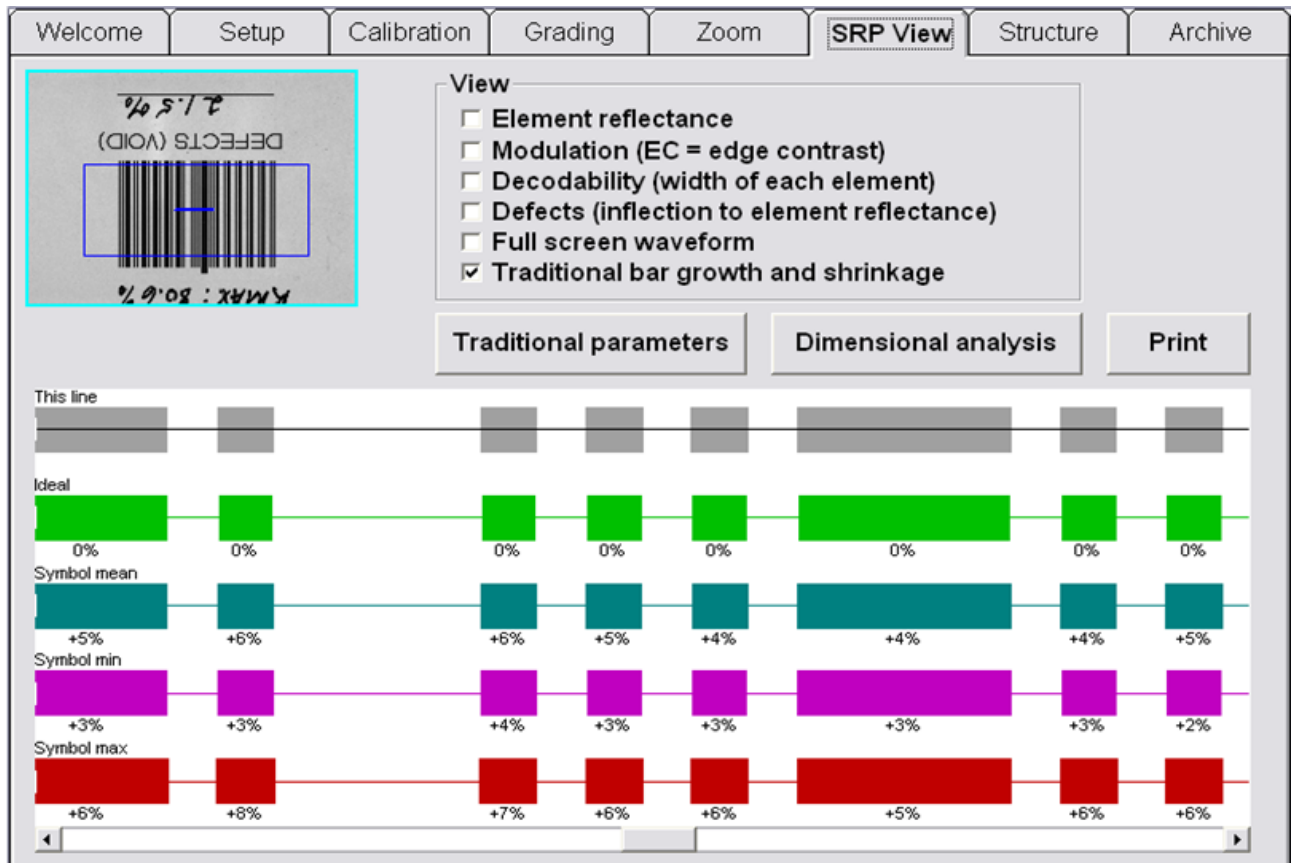 Welcome Setup Calibration Grading Zoom SRP View Structure Archive
21.5%
DEFECTS (VOID)
RMAX: 80.6%
View
Element reflectance
Modulation (EC = edge contrast)
Decodability (width of each element)
Defects (inflection to element reflectance)
Full screen waveform
Traditional bar growth and shrinkage
Traditional parameters Dimensional analysis Print
This line
Ideal
0% 0% 0% 0% 0% 0% 0% 0%
Symbol mean
+5% +6% +6% +5% +4% +4% +4% +5%
Symbol min
+3% +3% +4% +3% +3% +3% +3% +2%
Symbol max
+6% +8% +7% +6% +6% +5% +6% +6%